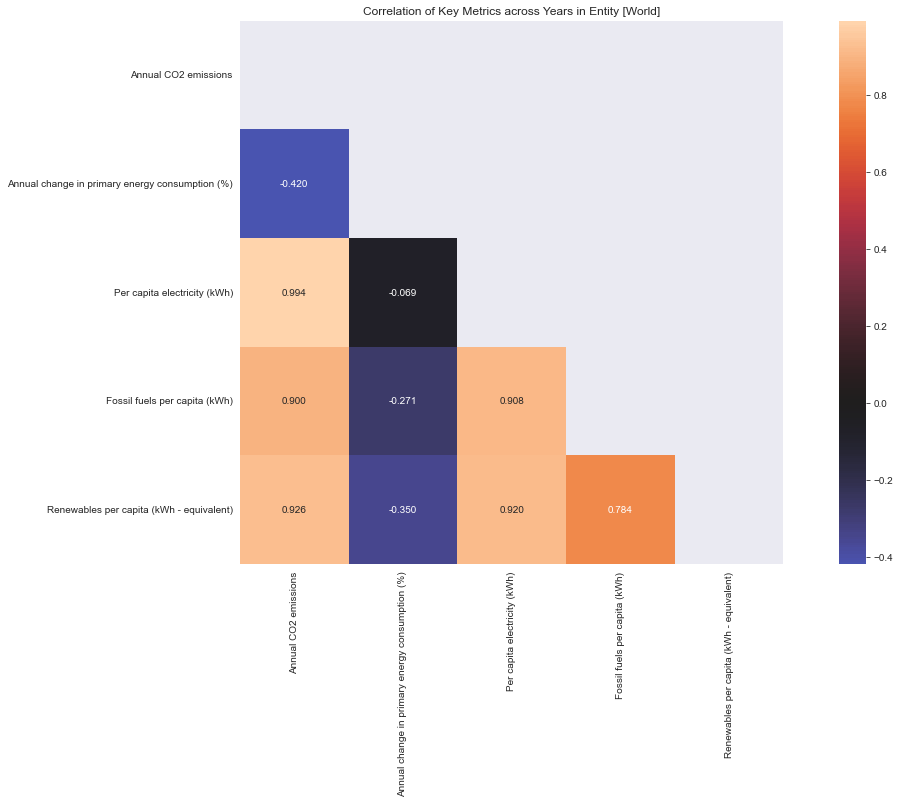 Correlation of Key Metrics across Years in Entity [World]
Annual CO2 emissions
Annual change in primary energy consumption (%)
-0.420
Per capita electricity (kWh)
0.994
-0.069
Fossil fuels per capita (kWh)
0.900
-0.271
0.908
Renewables per capita (kWh - equivalent)
0.926
-0.350
0.920
0.784
Annual CO2 emissions
Annual change in primary energy consumption (%)
Per capita electricity (kWh)
Fossil fuels per capita (kWh)
Renewables per capita (kWh - equivalent)
0.8
0.6
0.4
0.2
0.0
−0.2
−0.4